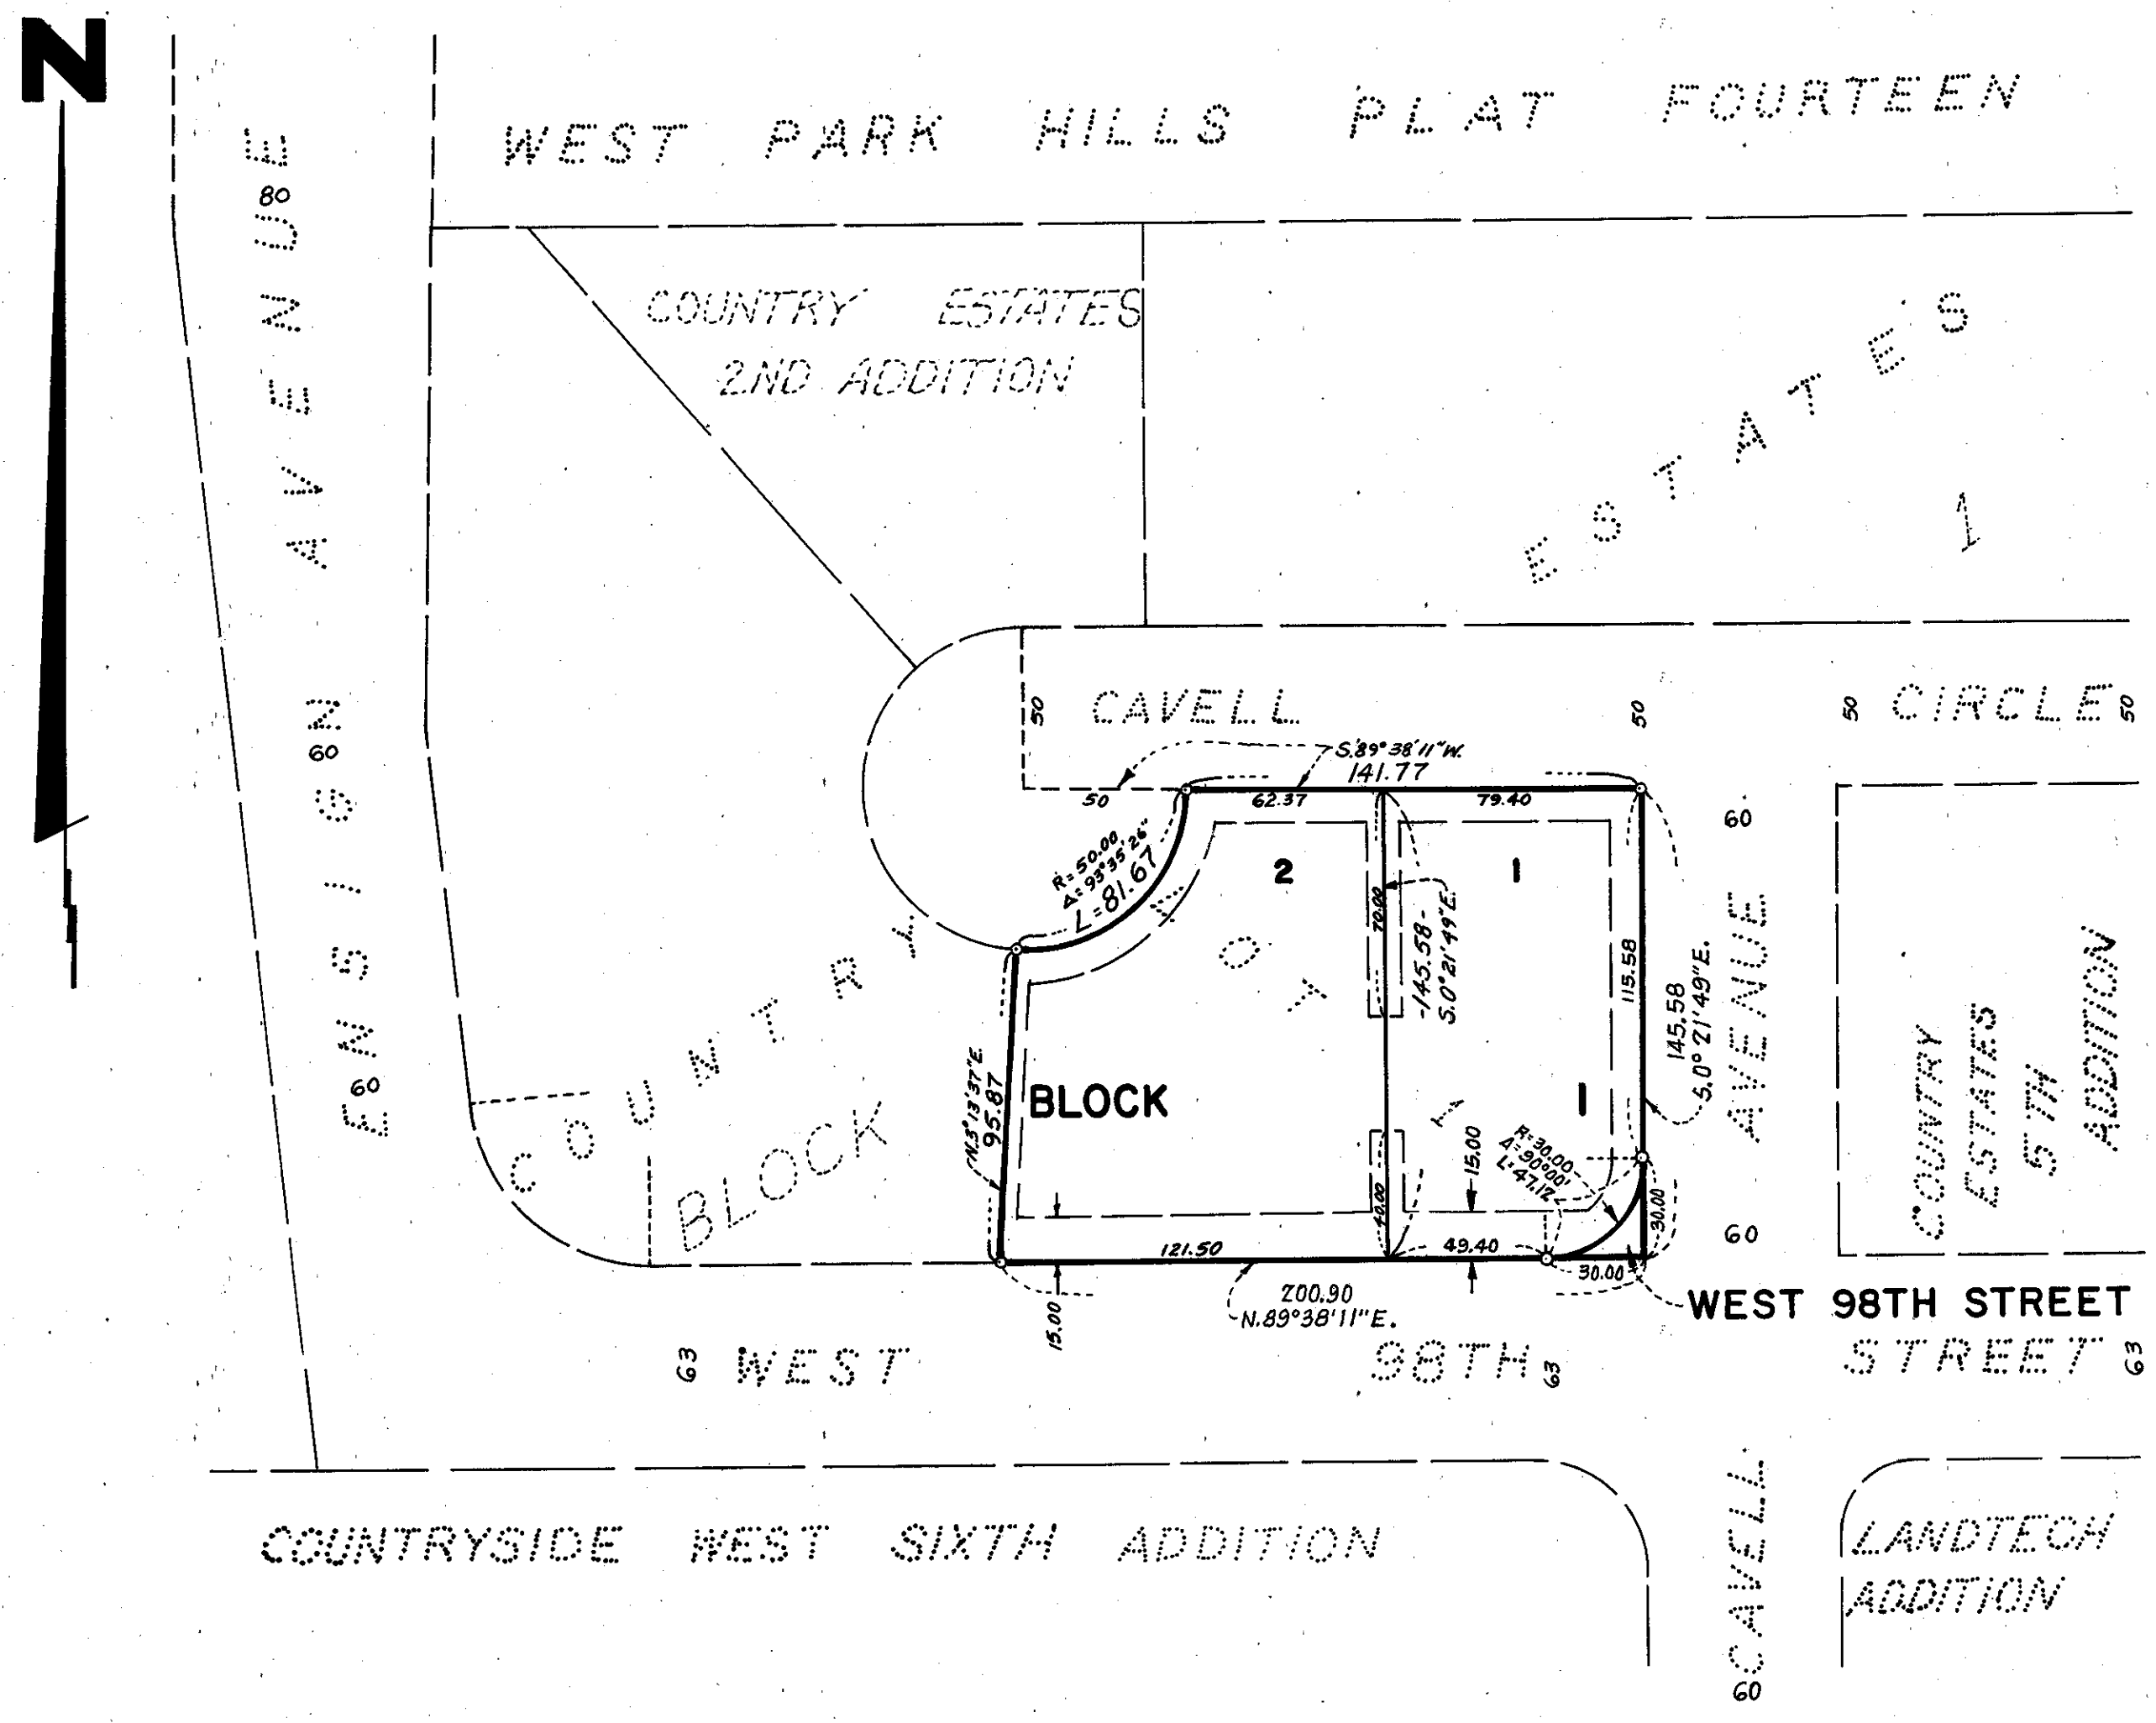 N
WEST PARK HILLS PLAT FOURTEEN
80
ENSIGN AVENUE
60
60
COUNTRY ESTATES
2ND ADDITION
COUNTRY ESTATES
1
CAVELL CIRCLE
50
50
50
50
S.89°38'11"W.
141.77
50
62.37
79.40
60
R=50.00
Δ=93°35'26"
L=81.67
2
1
70.00
-145.58-
S.0°21'49"E.
115.58
145.58
S.0°21'49"E.
AVENUE
COUNTRY
ESTATES
5TH
ADDITION
N.3°13'37"E.
95.87
BLOCK 1
BLOCK
15.00
R=30.00
Δ=90°00'
L=47.12
40.00
30.00
60
121.50
49.40
30.00
15.00
200.90
N.89°38'11"E.
WEST 98TH STREET
63 WEST 98TH 63 STREET 63
COUNTRYSIDE WEST SIXTH ADDITION
CAVELL
60
LANDTECH
ADDITION